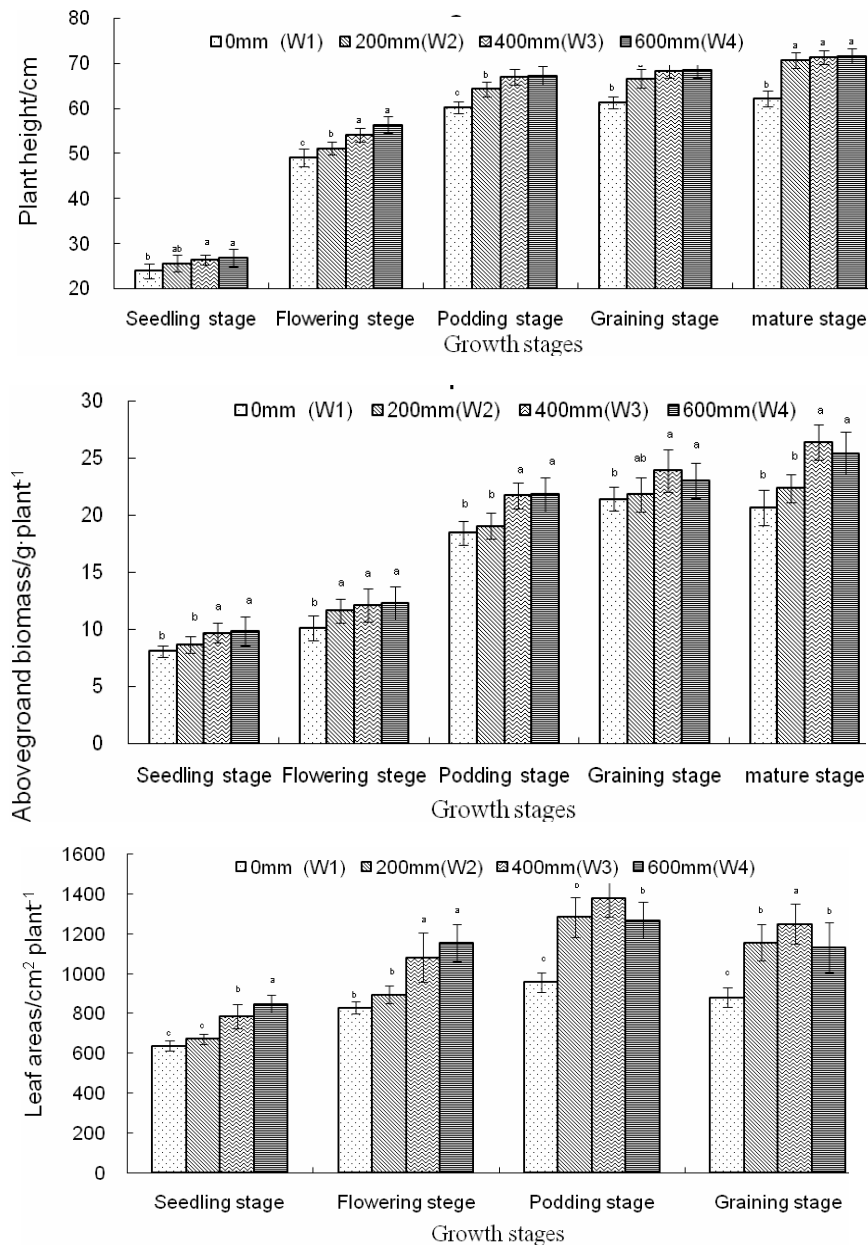 70
60
50
40
30
20
80
Plant height/cm
0mm (W1) 200mm(W2) 400mm(W3) 600mm(W4)
b ab a a
c b a a
c b
b
b a a a
Seedling stage Flowering stege Podding stage Graining stage mature stage
Growth stages
30
25
20
15
10
5
0
Aboveground biomass/g·plant-1
0mm (W1) 200mm(W2) 400mm(W3) 600mm(W4)
b b a a
b a a a
b b a a
b ab a a
b b a a
Seedling stage Flowering stege Podding stage Graining stage mature stage
Growth stages
1600
1400
1200
1000
800
600
400
200
0
Leaf areas/cm2 plant-1
0mm (W1) 200mm(W2) 400mm(W3) 600mm(W4)
c c b a
b b a a
c b
c b a b
Seedling stage Flowering stege Podding stage Graining stage
Growth stages